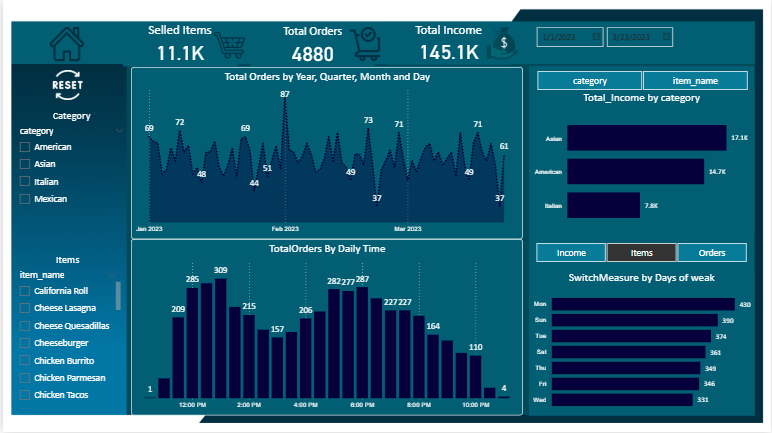 Selled Items
11.1K
Total Orders
4880
Total Income
145.1K
$
1/1/2023
3/23/2023
RESET
Category
category
American
Asian
Italian
Mexican
Items
item_name
California Roll
Cheese Lasagna
Cheese Quesadillas
Cheeseburger
Chicken Burrito
Chicken Parmesan
Chicken Tacos
Total Orders by Year, Quarter, Month and Day
69
72
48
69
44
51
87
49
73
37
71
49
71
37
61
Jan 2023
Feb 2023
Mar 2023
TotalOrders By Daily Time
1
209
285
309
215
157
206
282
277
287
227
227
164
110
4
12:00 PM
2:00 PM
4:00 PM
6:00 PM
8:00 PM
10:00 PM
category
item_name
Total_Income by category
Asian 17.1K
American 14.7K
Italian 7.8K
Income
Items
Orders
SwitchMeasure by Days of weak
Mon 430
Sun 390
Tue 374
Sat 361
Thu 349
Fri 346
Wed 331